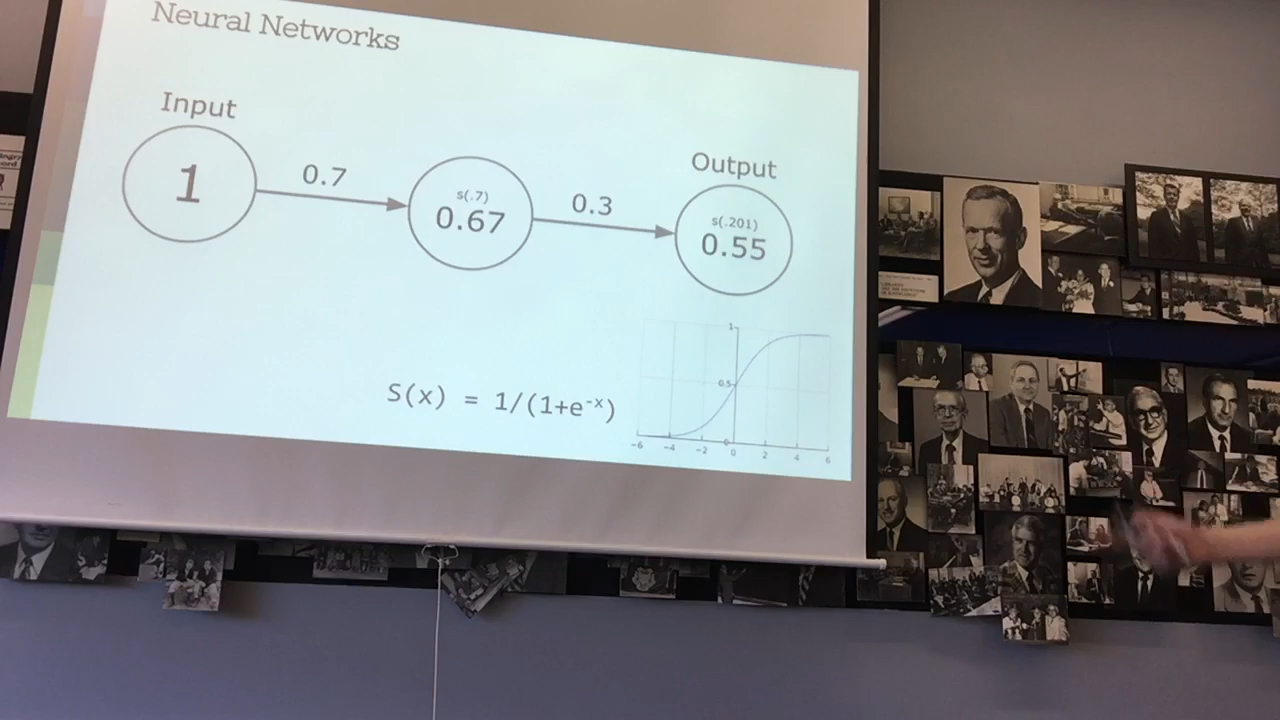 Neural Networks
Input
Output
1
0.7
s(.7)
0.67
0.3
s(.201)
0.55
S(x) = 1/(1+e⁻ˣ)
1
0.5
0
-6 -4 -2 0 2 4 6